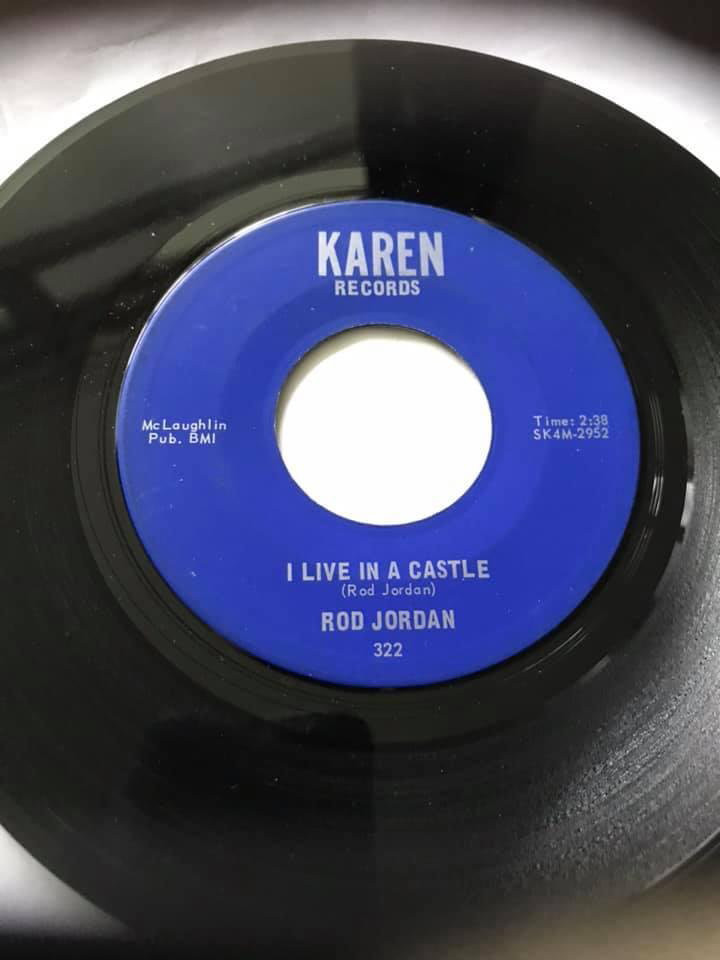 KAREN
RECORDS
McLaughlin
Pub. BMI
Time: 2:38
SK4M-2952
I LIVE IN A CASTLE
(Rod Jordan)
ROD JORDAN
322